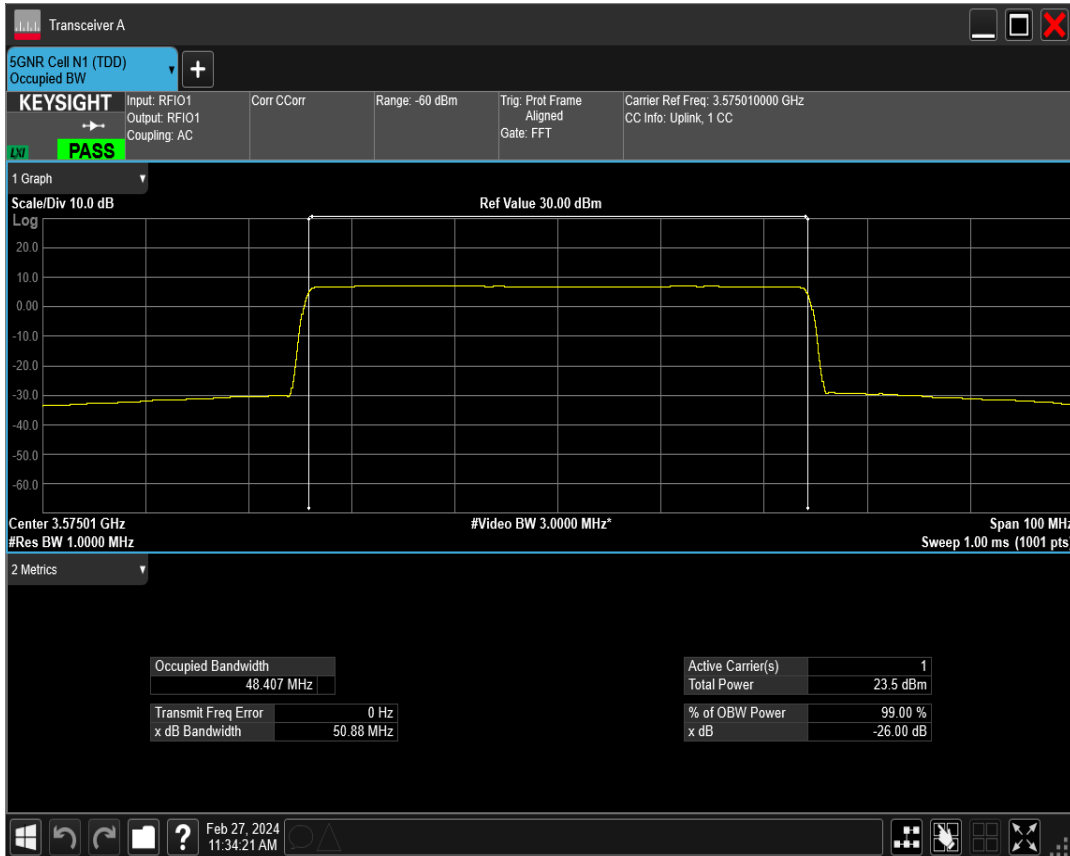 Transceiver A
5GNR Cell N1 (TDD)
Occupied BW
+
KEYSIGHT
LXI
PASS
Input: RFIO1
Output: RFIO1
Coupling: AC
Corr CCorr
Range: -60 dBm
Trig: Prot Frame
Aligned
Gate: FFT
Carrier Ref Freq: 3.575010000 GHz
CC Info: Uplink, 1 CC
1 Graph
Scale/Div 10.0 dB
Ref Value 30.00 dBm
Log
20.0
10.0
0.00
-10.0
-20.0
-30.0
-40.0
-50.0
-60.0
Center 3.57501 GHz
#Video BW 3.0000 MHz*
Span 100 MHz
#Res BW 1.0000 MHz
Sweep 1.00 ms (1001 pts)
2 Metrics
Occupied Bandwidth
48.407 MHz
Transmit Freq Error 0 Hz
x dB Bandwidth 50.88 MHz
Active Carrier(s) 1
Total Power 23.5 dBm
% of OBW Power 99.00 %
x dB -26.00 dB
?
Feb 27, 2024
11:34:21 AM